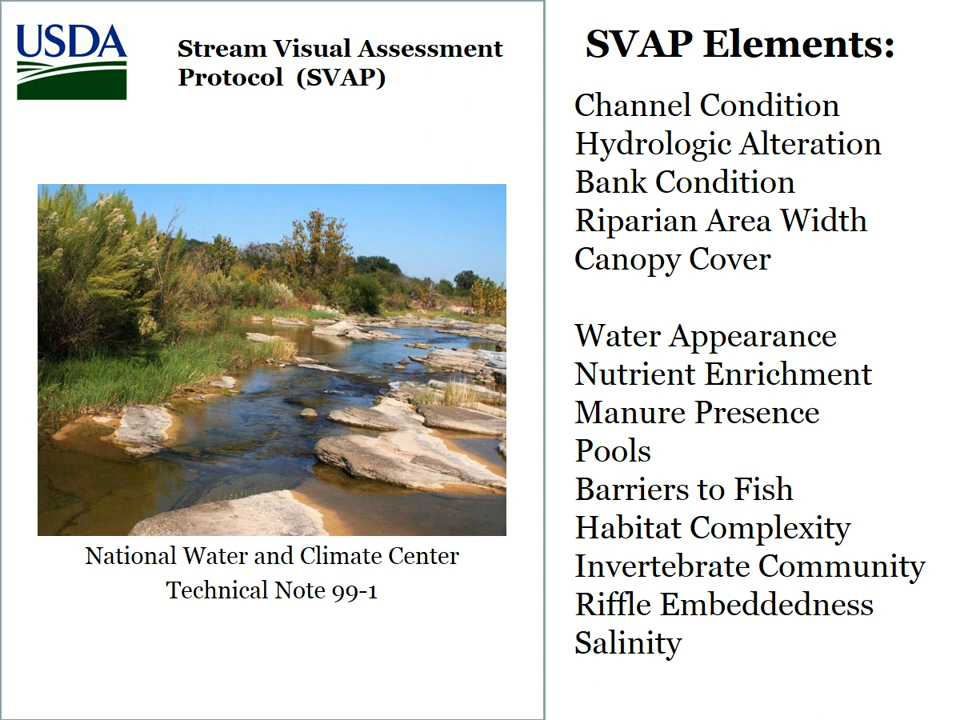 USDA
Stream Visual Assessment
Protocol (SVAP)
National Water and Climate Center
Technical Note 99-1
SVAP Elements:
Channel Condition
Hydrologic Alteration
Bank Condition
Riparian Area Width
Canopy Cover
Water Appearance
Nutrient Enrichment
Manure Presence
Pools
Barriers to Fish
Habitat Complexity
Invertebrate Community
Riffle Embeddedness
Salinity